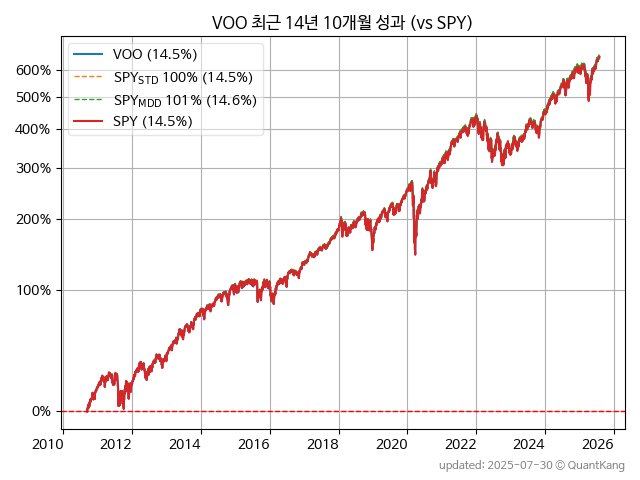 VOO 최근 14년 10개월 성과 (vs SPY)
VOO (14.5%)
SPY_STD 100% (14.5%)
SPY_MDD 101% (14.6%)
SPY (14.5%)
600%
500%
400%
300%
200%
100%
0%
2010 2012 2014 2016 2018 2020 2022 2024 2026
updated: 2025-07-30 © QuantKang